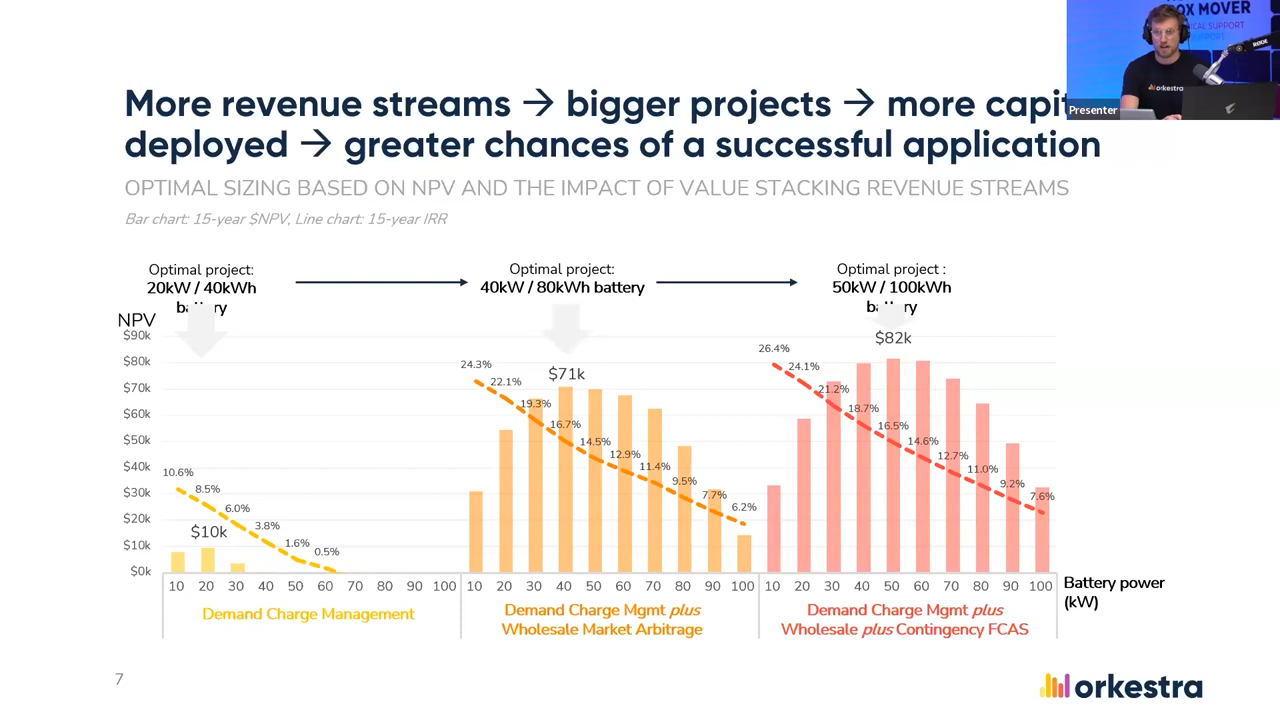 OX MOVER
ICAL SUPPORT
SUPPORT
RODE
orkestra
Presenter
More revenue streams → bigger projects → more capit
deployed → greater chances of a successful application
OPTIMAL SIZING BASED ON NPV AND THE IMPACT OF VALUE STACKING REVENUE STREAMS
Bar chart: 15-year $NPV, Line chart: 15-year IRR
Optimal project:
20kW / 40kWh
battery
Optimal project:
40kW / 80kWh battery
Optimal project :
50kW / 100kWh
battery
NPV
$90k
$80k
$70k
$60k
$50k
$40k
$30k
$20k
$10k
$0k
10.6%
8.5%
6.0%
3.8%
1.6%
0.5%
$10k
24.3%
22.1%
19.3%
16.7%
14.5%
12.9%
11.4%
9.5%
7.7%
6.2%
$71k
26.4%
24.1%
21.2%
18.7%
16.5%
14.6%
12.7%
11.0%
9.2%
7.6%
$82k
10 20 30 40 50 60 70 80 90 100
10 20 30 40 50 60 70 80 90 100
10 20 30 40 50 60 70 80 90 100
Battery power
(kW)
Demand Charge Management
Demand Charge Mgmt plus
Wholesale Market Arbitrage
Demand Charge Mgmt plus
Wholesale plus Contingency FCAS
7
orkestra